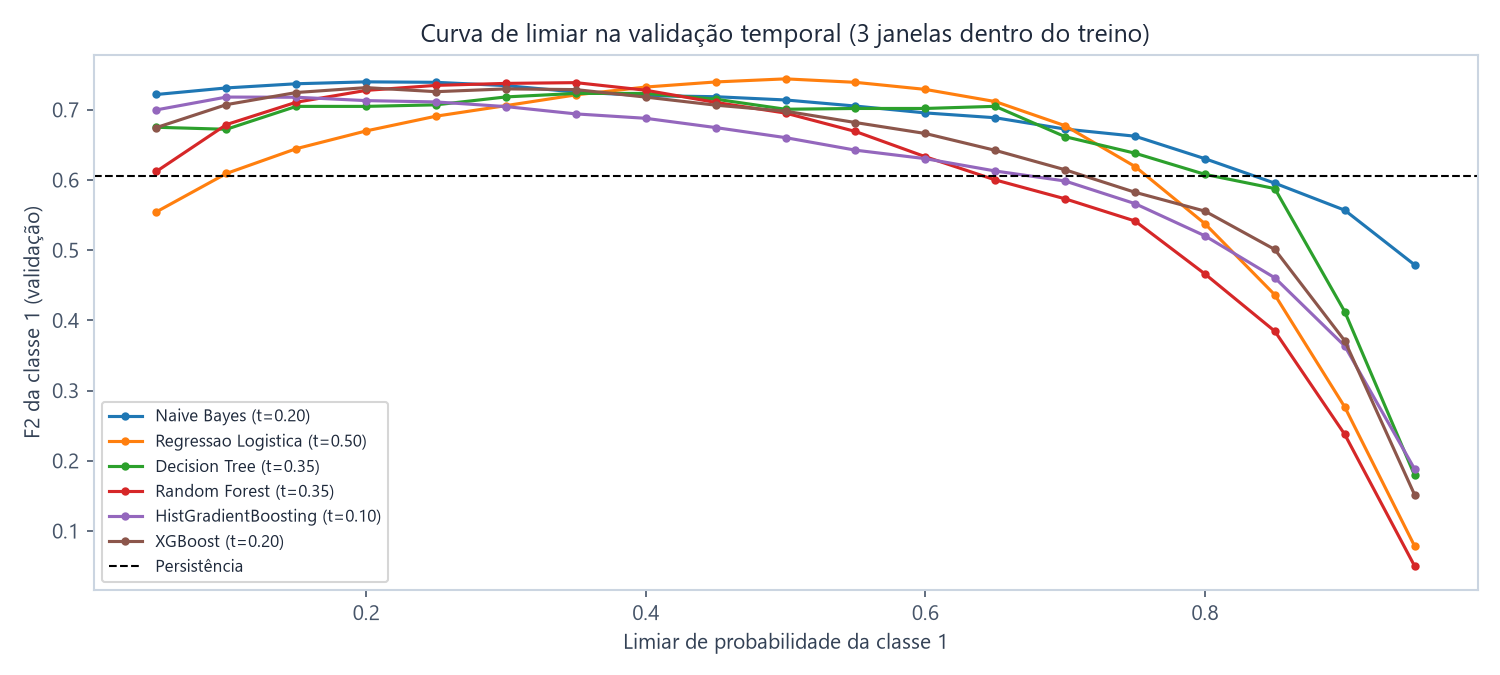 Curva de limiar na validação temporal (3 janelas dentro do treino)
F2 da classe 1 (validação)
0.7
0.6
0.5
0.4
0.3
0.2
0.1
Naive Bayes (t=0.20)
Regressao Logistica (t=0.50)
Decision Tree (t=0.35)
Random Forest (t=0.35)
HistGradientBoosting (t=0.10)
XGBoost (t=0.20)
Persistência
0.2 0.4 0.6 0.8
Limiar de probabilidade da classe 1